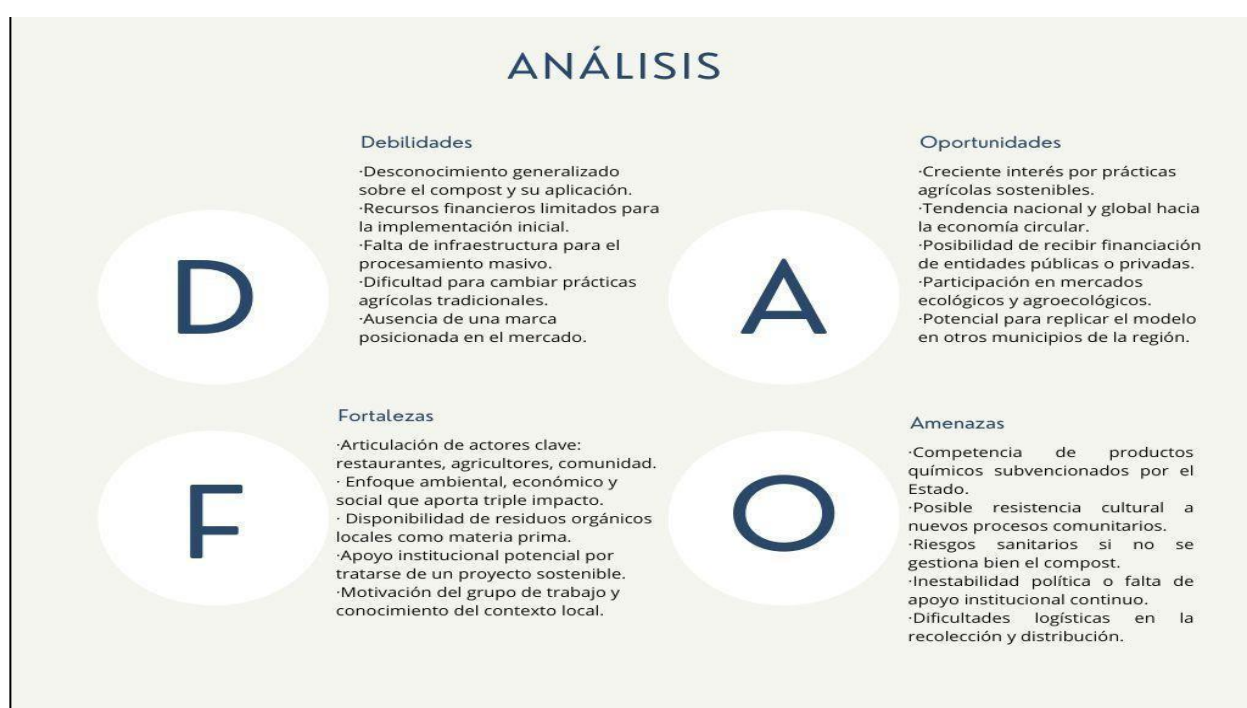 ANÁLISIS
D
Debilidades
·Desconocimiento generalizado
sobre el compost y su aplicación.
·Recursos financieros limitados para
la implementación inicial.
·Falta de infraestructura para el
procesamiento masivo.
·Dificultad para cambiar prácticas
agrícolas tradicionales.
·Ausencia de una marca
posicionada en el mercado.
A
Oportunidades
·Creciente interés por prácticas
agrícolas sostenibles.
·Tendencia nacional y global hacia
la economía circular.
·Posibilidad de recibir financiación
de entidades públicas o privadas.
·Participación en mercados
ecológicos y agroecológicos.
·Potencial para replicar el modelo
en otros municipios de la región.
F
Fortalezas
·Articulación de actores clave:
restaurantes, agricultores, comunidad.
· Enfoque ambiental, económico y
social que aporta triple impacto.
· Disponibilidad de residuos orgánicos
locales como materia prima.
·Apoyo institucional potencial por
tratarse de un proyecto sostenible.
·Motivación del grupo de trabajo y
conocimiento del contexto local.
O
Amenazas
·Competencia de productos
químicos subvencionados por el
Estado.
·Posible resistencia cultural a
nuevos procesos comunitarios.
·Riesgos sanitarios si no se
gestiona bien el compost.
·Inestabilidad política o falta de
apoyo institucional continuo.
·Dificultades logísticas en la
recolección y distribución.